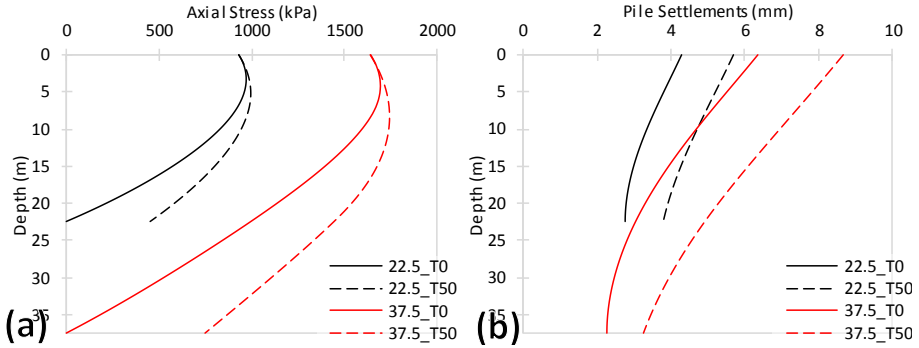 Axial Stress (kPa)
0 500 1000 1500 2000
0
5
10
15
20
25
30
35
Depth (m)
22.5_T0
22.5_T50
37.5_T0
37.5_T50
(a)
Pile Settlements (mm)
0 2 4 6 8 10
0
5
10
15
20
25
30
35
Depth (m)
22.5_T0
22.5_T50
37.5_T0
37.5_T50
(b)